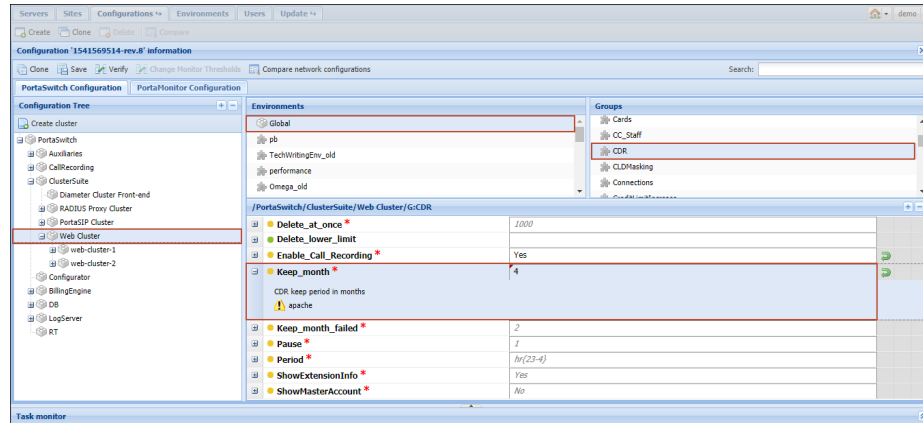 Servers Sites Configurations Environments Users Update demo
Create Clone Delete Compare
Configuration '1541569514-rev.8' information
Clone Save Verify Change Monitor Thresholds Compare network configurations Search:
PortaSwitch Configuration PortaMonitor Configuration
Configuration Tree
Create cluster
PortaSwitch
Auxiliaries
CallRecording
ClusterSuite
Diameter Cluster Front-end
RADIUS Proxy Cluster
PortaSIP Cluster
Web Cluster
web-cluster-1
web-cluster-2
Configurator
BillingEngine
DB
LogServer
RT
Environments
Global
pb
TechWritingEnv_old
performance
Omega_old
Groups
Cards
CC_Staff
CDR
CLDMasking
Connections
/PortaSwitch/ClusterSuite/Web Cluster/G:CDR
Delete_at_once * 1000
Delete_lower_limit
Enable_Call_Recording * Yes
Keep_month * 4
CDR keep period in months
apache
Keep_month_failed * 2
Pause * 1
Period * hr{23-4}
ShowExtensionInfo * Yes
ShowMasterAccount * No
Task monitor